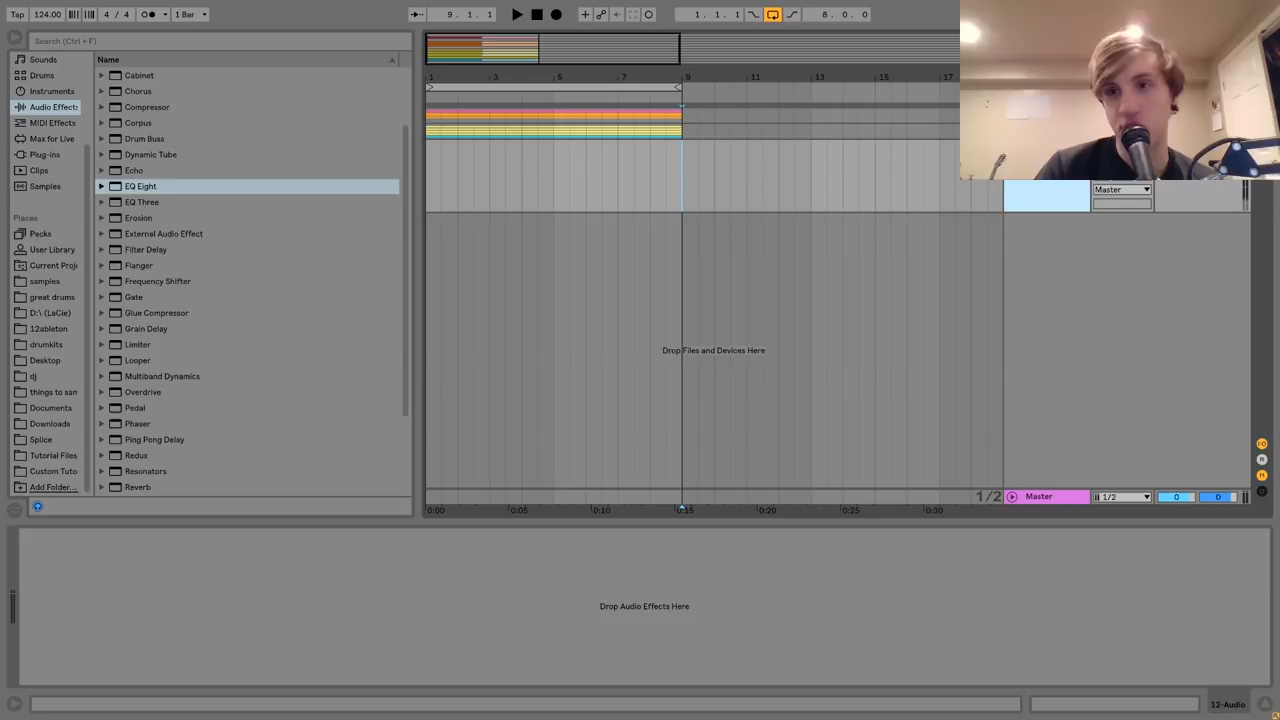 Tap 124.00 4 / 4 1 Bar 9. 1. 1 1. 1. 1 8. 0. 0
Search (Ctrl + F)
Sounds
Drums
Instruments
Audio Effects
MIDI Effects
Max for Live
Plug-ins
Clips
Samples
Places
Packs
User Library
Current Proj
samples
great drums
D:\ (LaCie)
12ableton
drumkits
Desktop
dj
things to sam
Documents
Downloads
Splice
Tutorial Files
Custom Tuto
Add Folder...
Name
Cabinet
Chorus
Compressor
Corpus
Drum Buss
Dynamic Tube
Echo
EQ Eight
EQ Three
Erosion
External Audio Effect
Filter Delay
Flanger
Frequency Shifter
Gate
Glue Compressor
Grain Delay
Limiter
Looper
Multiband Dynamics
Overdrive
Pedal
Phaser
Ping Pong Delay
Redux
Resonators
Reverb
1 3 5 7 9 11 13 15 17
Drop Files and Devices Here
Master
1/2 Master 1/2 0 0
0:00 0:05 0:10 0:15 0:20 0:25 0:30
R
Drop Audio Effects Here
12-Audio